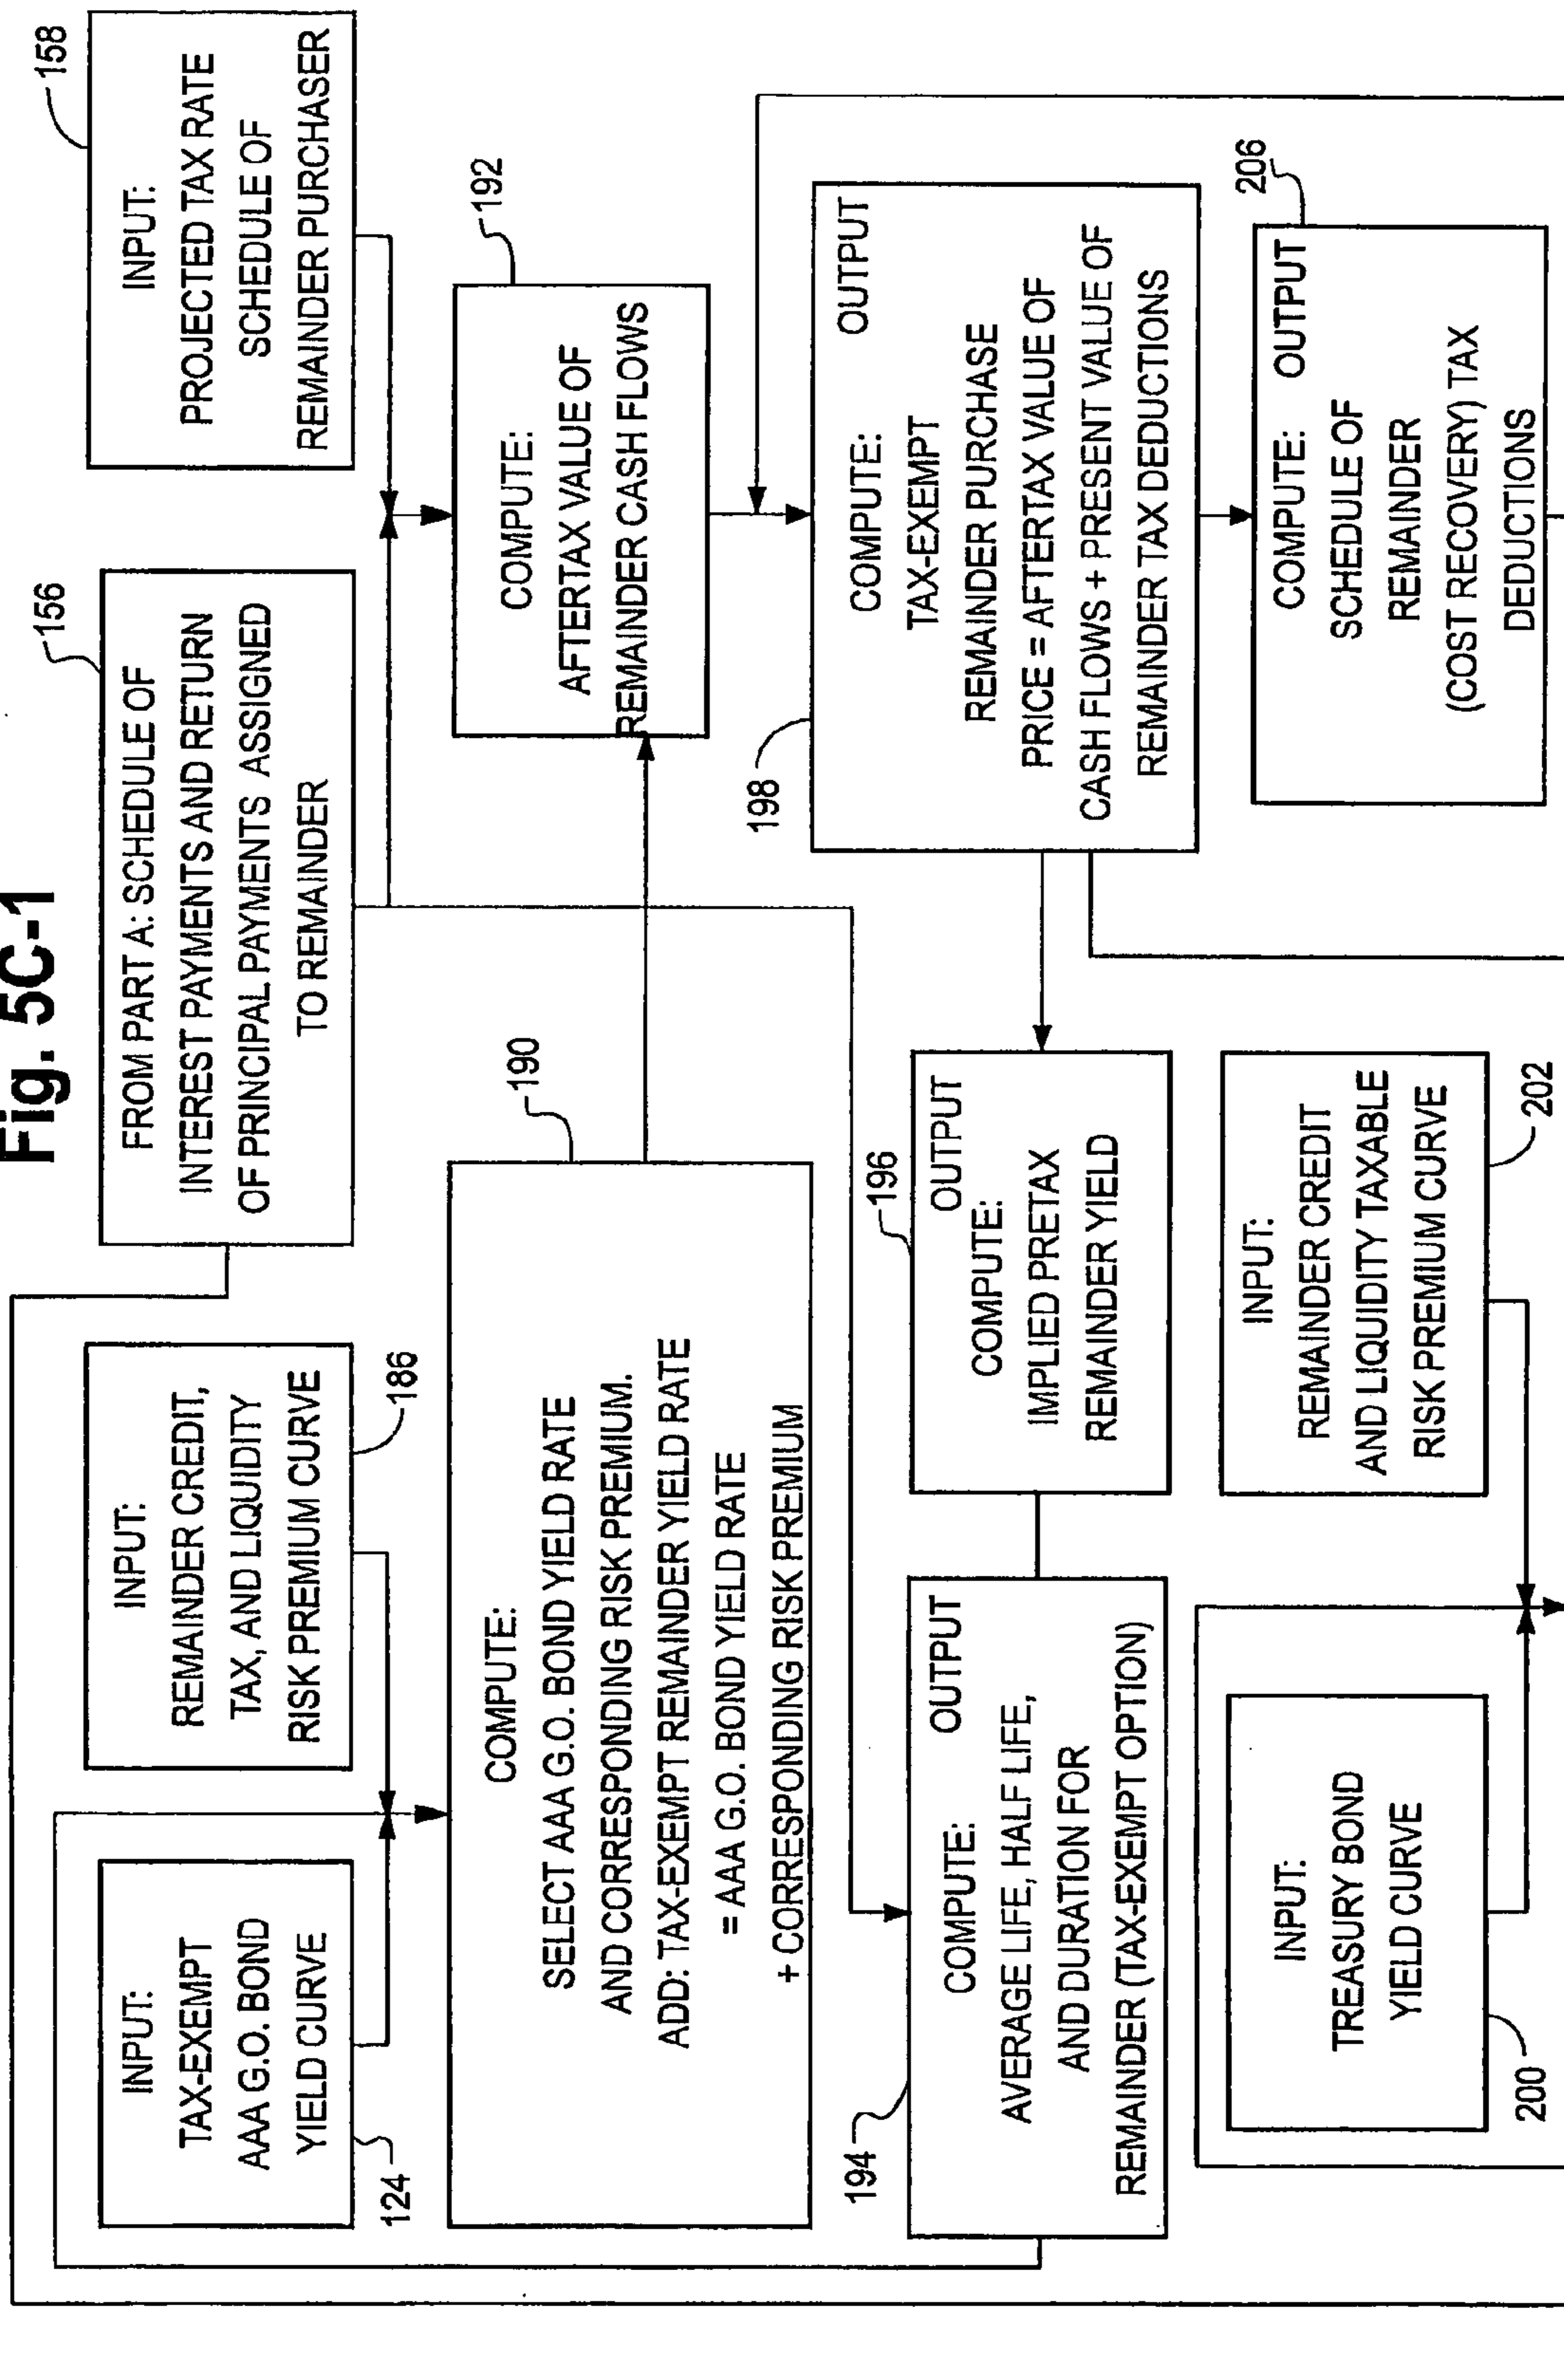 Fig. 5C-1
INPUT:
TAX-EXEMPT
AAA G.O. BOND
YIELD CURVE
124
INPUT:
REMAINDER CREDIT,
TAX, AND LIQUIDITY
RISK PREMIUM CURVE
186
FROM PART A: SCHEDULE OF
INTEREST PAYMENTS AND RETURN
OF PRINCIPAL PAYMENTS ASSIGNED
TO REMAINDER
156
INPUT:
PROJECTED TAX RATE
SCHEDULE OF
REMAINDER PURCHASER
158
COMPUTE:
SELECT AAA G.O. BOND YIELD RATE
AND CORRESPONDING RISK PREMIUM.
ADD: TAX-EXEMPT REMAINDER YIELD RATE
= AAA G.O. BOND YIELD RATE
+ CORRESPONDING RISK PREMIUM
190
COMPUTE:
AFTERTAX VALUE OF
REMAINDER CASH FLOWS
192
COMPUTE: OUTPUT
AVERAGE LIFE, HALF LIFE,
AND DURATION FOR
REMAINDER (TAX-EXEMPT OPTION)
194
OUTPUT
COMPUTE:
IMPLIED PRETAX
REMAINDER YIELD
196
COMPUTE: OUTPUT
TAX-EXEMPT
REMAINDER PURCHASE
PRICE = AFTERTAX VALUE OF
CASH FLOWS + PRESENT VALUE OF
REMAINDER TAX DEDUCTIONS
198
INPUT:
TREASURY BOND
YIELD CURVE
200
INPUT:
REMAINDER CREDIT
AND LIQUIDITY TAXABLE
RISK PREMIUM CURVE
202
COMPUTE: OUTPUT
SCHEDULE OF
REMAINDER
(COST RECOVERY) TAX
DEDUCTIONS
206